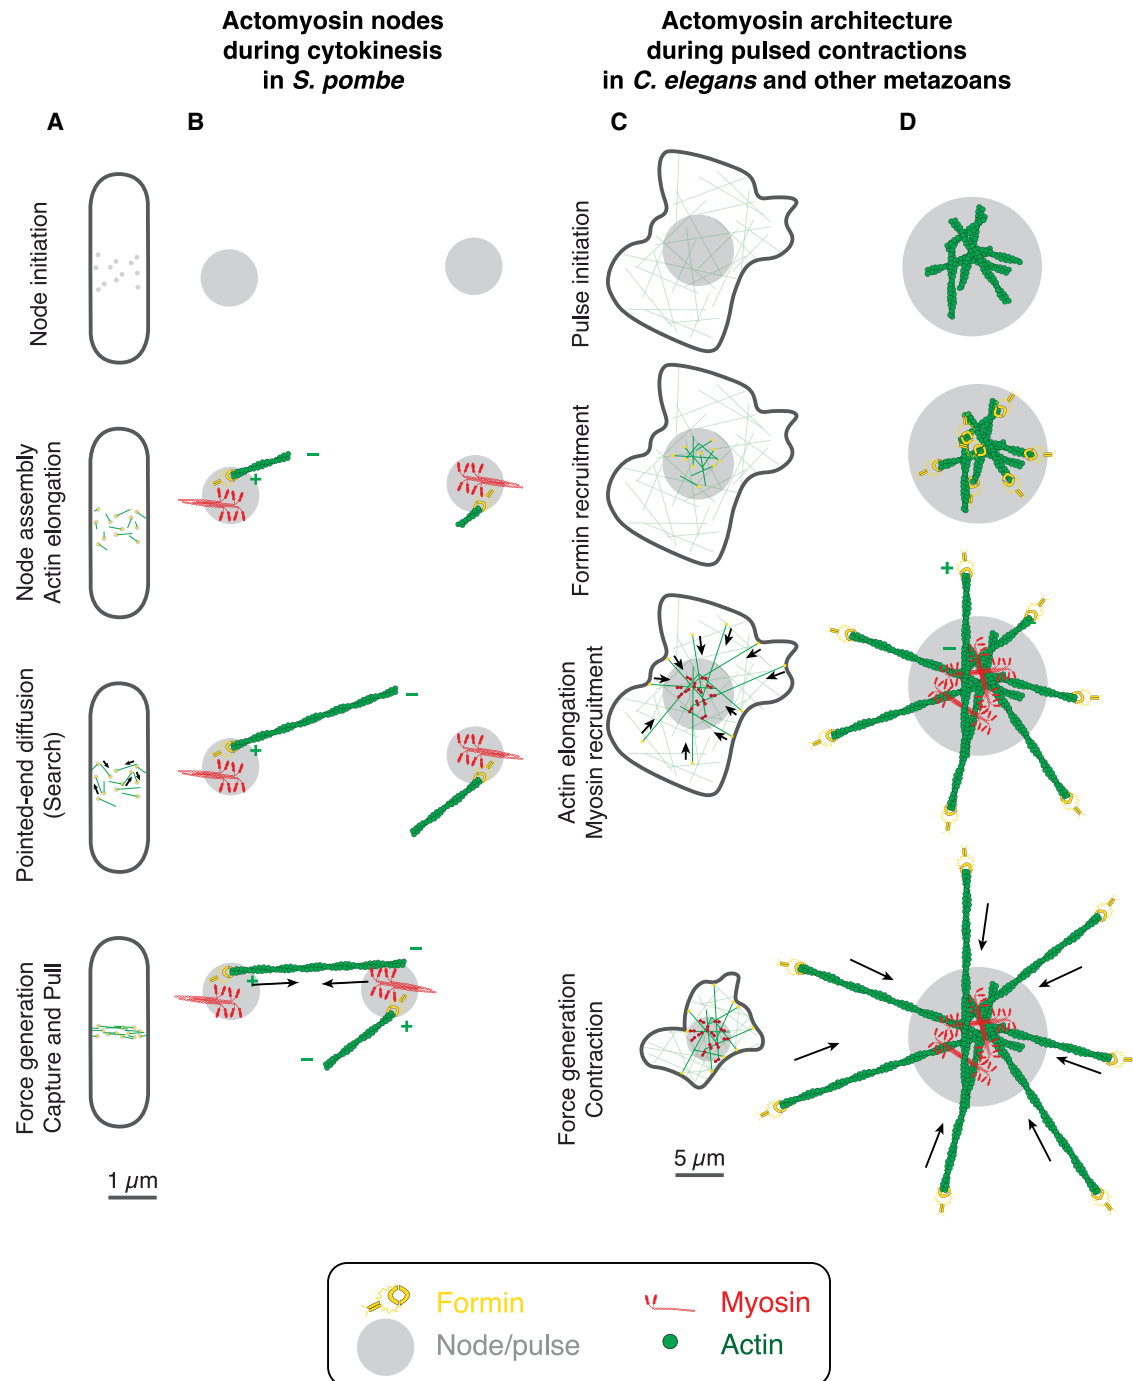 Actomyosin nodes
during cytokinesis
in S. pombe
Actomyosin architecture
during pulsed contractions
in C. elegans and other metazoans
A
B
C
D
Node initiation
Pulse initiation
Node assembly
Actin elongation
+
−
Formin recruitment
Pointed-end diffusion
(Search)
+
−
Actin elongation
Myosin recruitment
+
−
Force generation
Capture and Pull
+
−
+
−
Force generation
Contraction
1 µm
5 µm
Formin
Myosin
Node/pulse
Actin